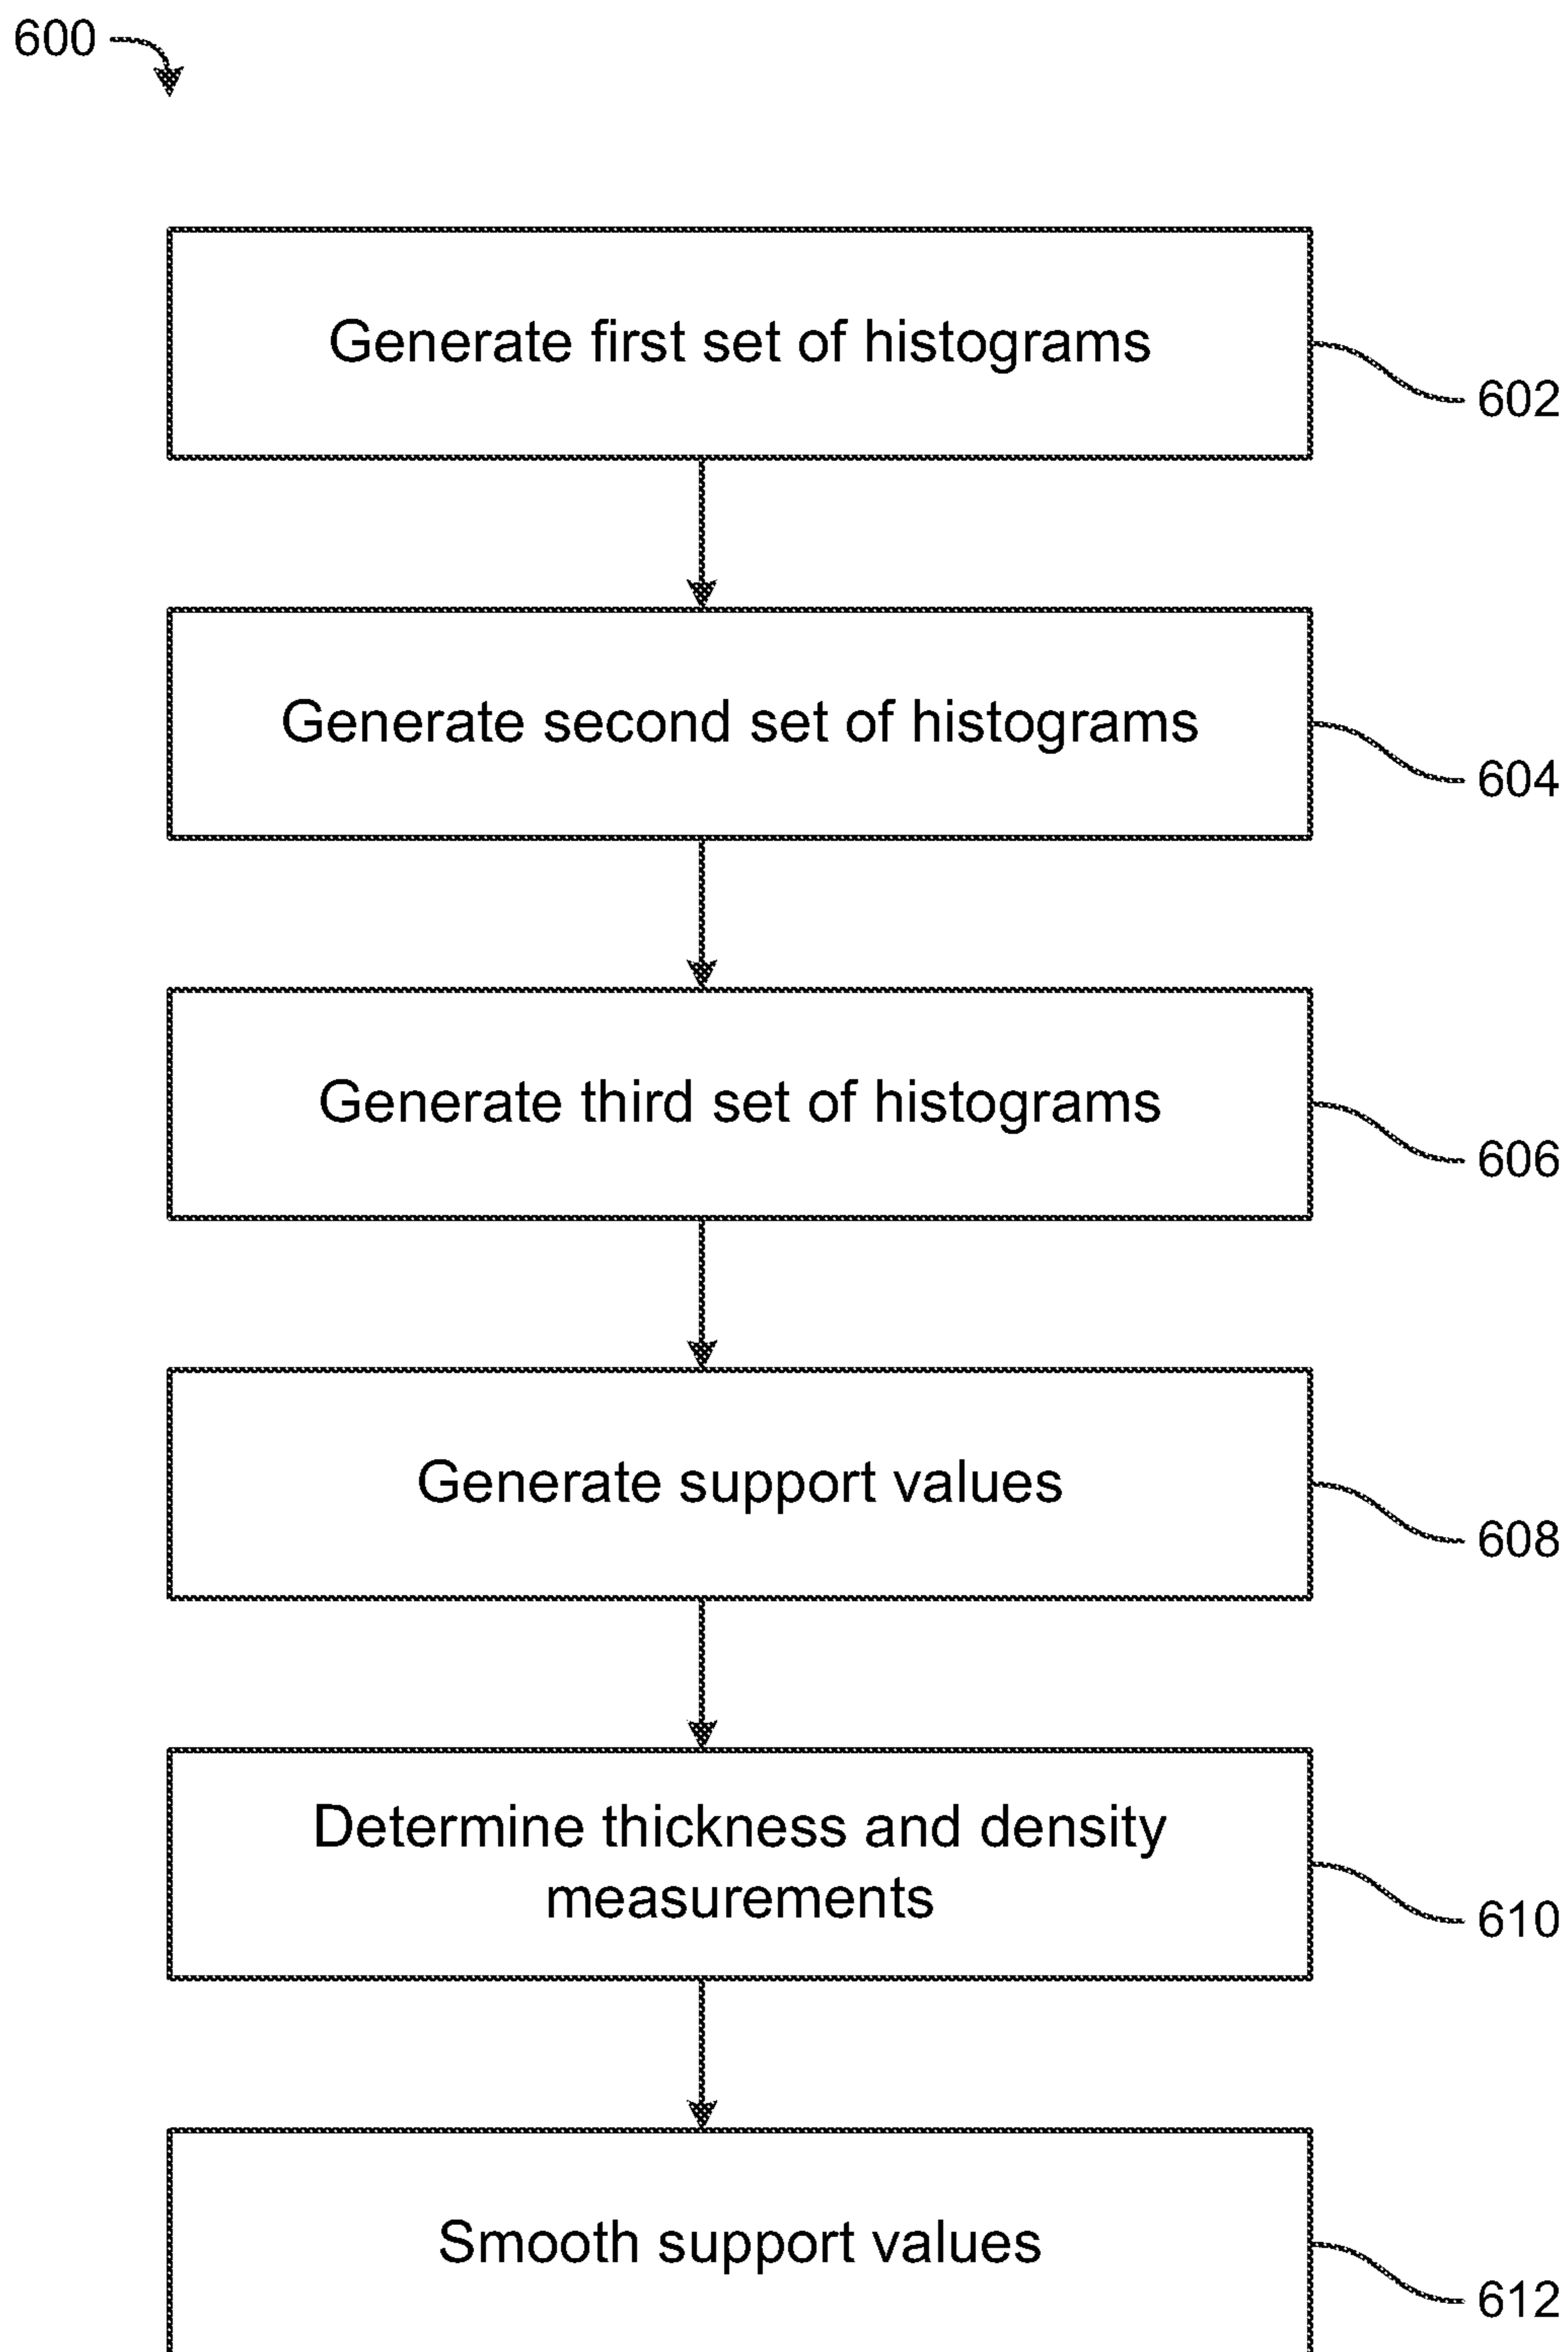 600
Generate first set of histograms
602
Generate second set of histograms
604
Generate third set of histograms
606
Generate support values
608
Determine thickness and density
measurements
610
Smooth support values
612